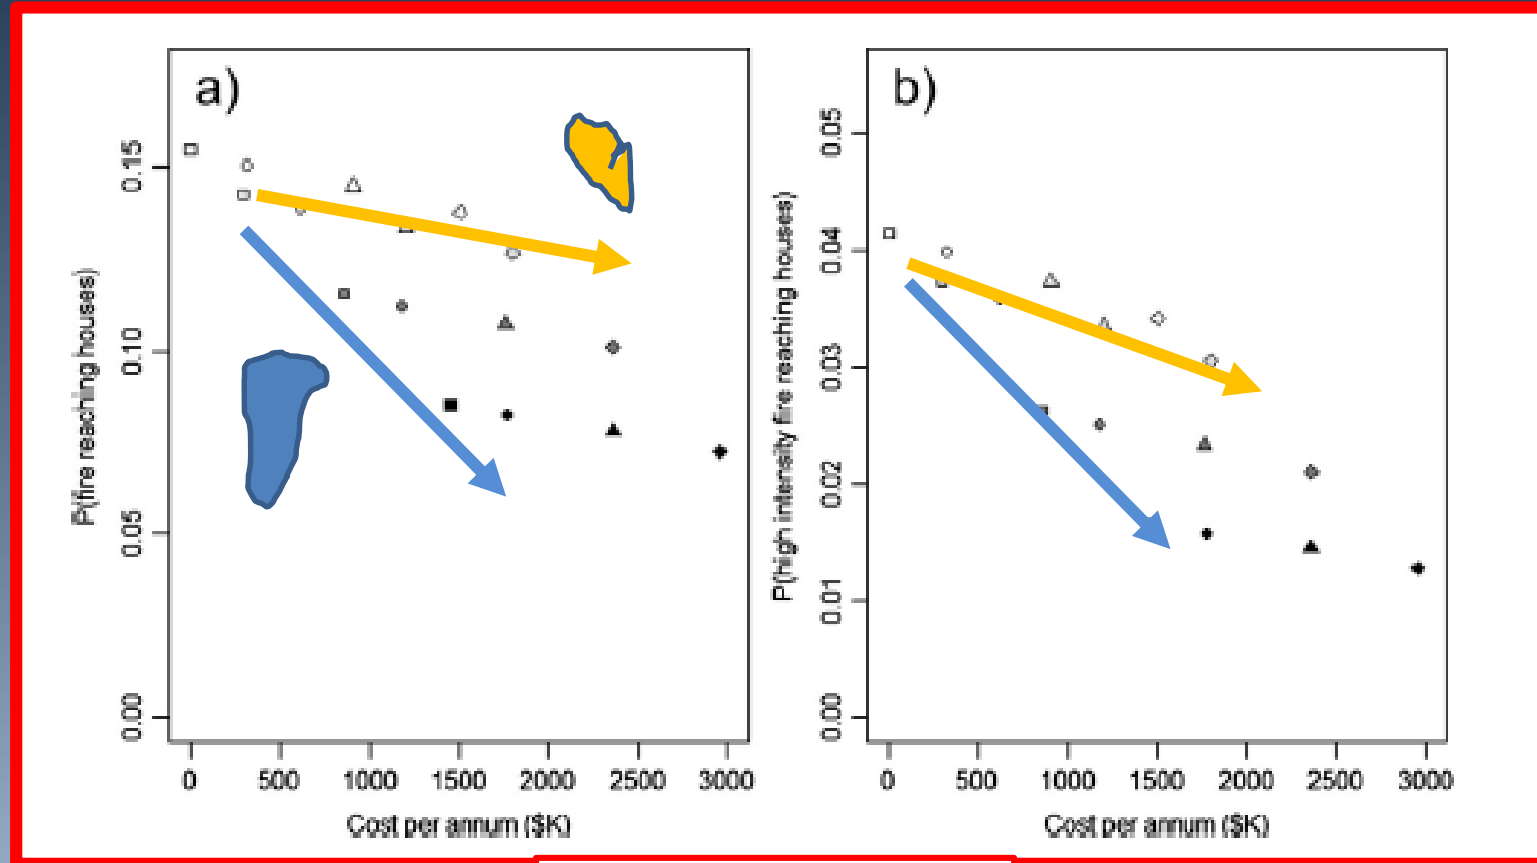 a)
P(fire reaching houses)
0.15
0.10
0.05
0.00
0 500 1000 1500 2000 2500 3000
Cost per annum ($K)
b)
P(high intensity fire reaching houses)
0.05
0.04
0.03
0.02
0.01
0.00
0 500 1000 1500 2000 2500 3000
Cost per annum ($K)